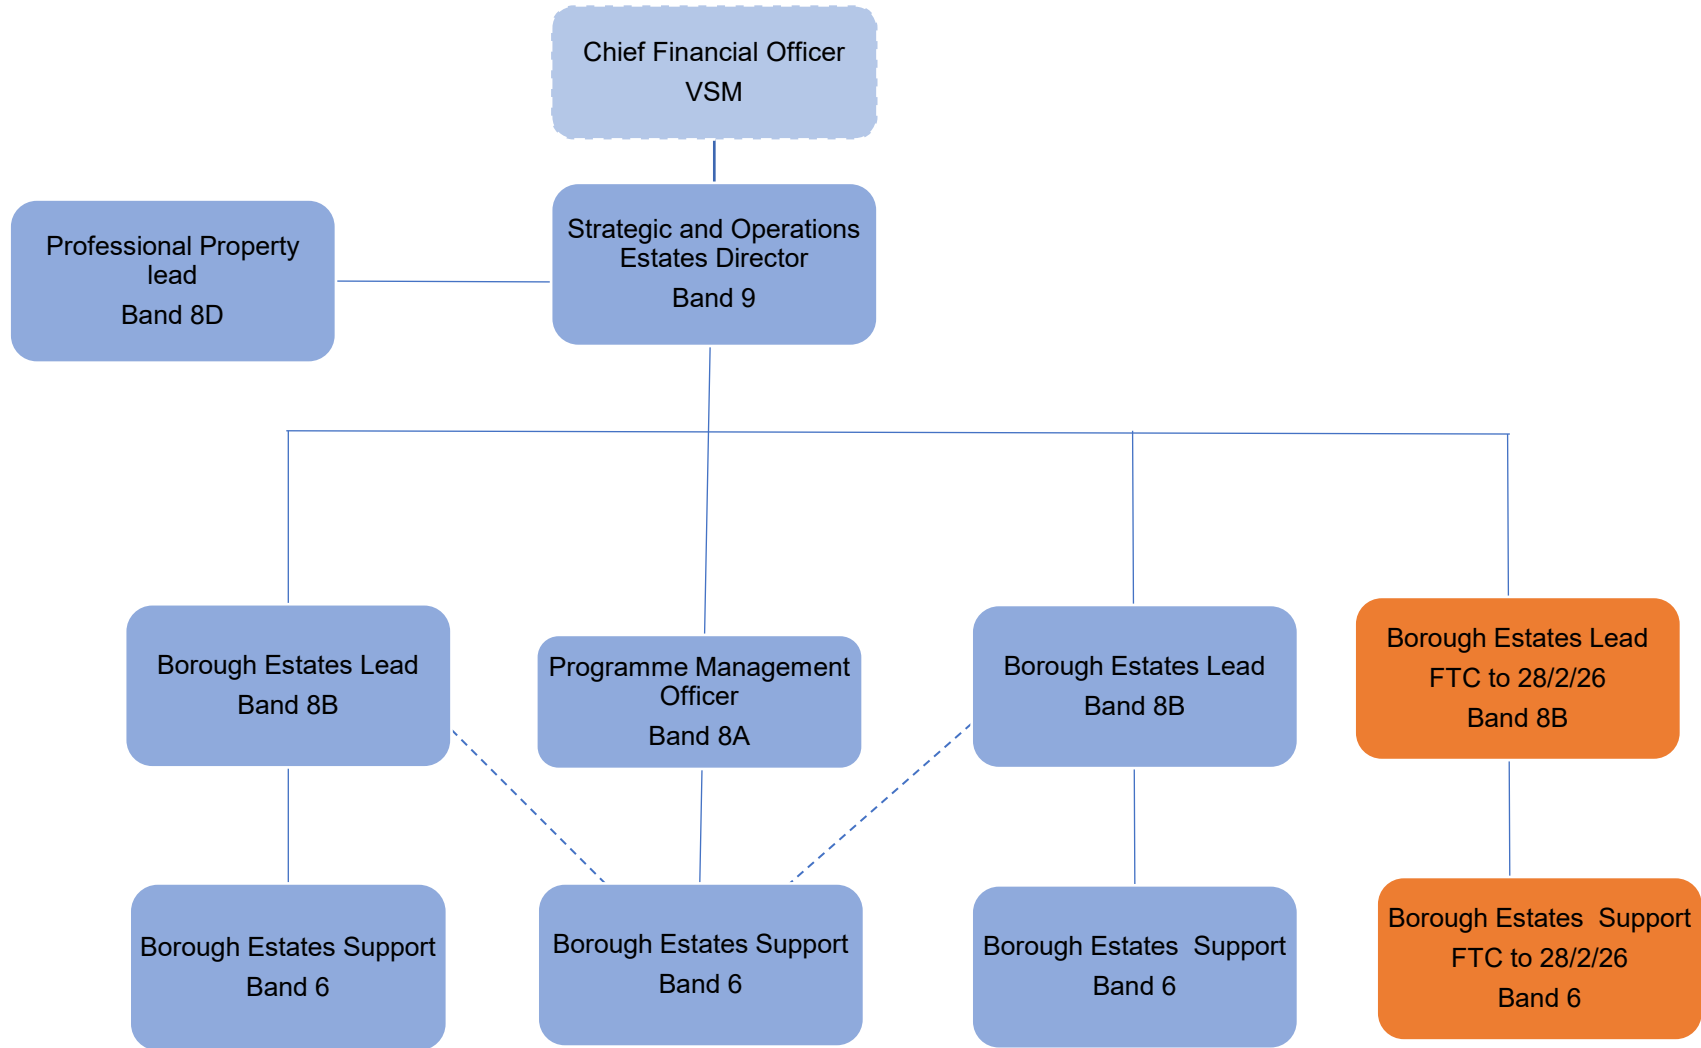 Chief Financial Officer
VSM
Professional Property
lead
Band 8D
Strategic and Operations
Estates Director
Band 9
Borough Estates Lead
Band 8B
Programme Management
Officer
Band 8A
Borough Estates Lead
Band 8B
Borough Estates Lead
FTC to 28/2/26
Band 8B
Borough Estates Support
Band 6
Borough Estates Support
Band 6
Borough Estates  Support
Band 6
Borough Estates  Support
FTC to 28/2/26
Band 6